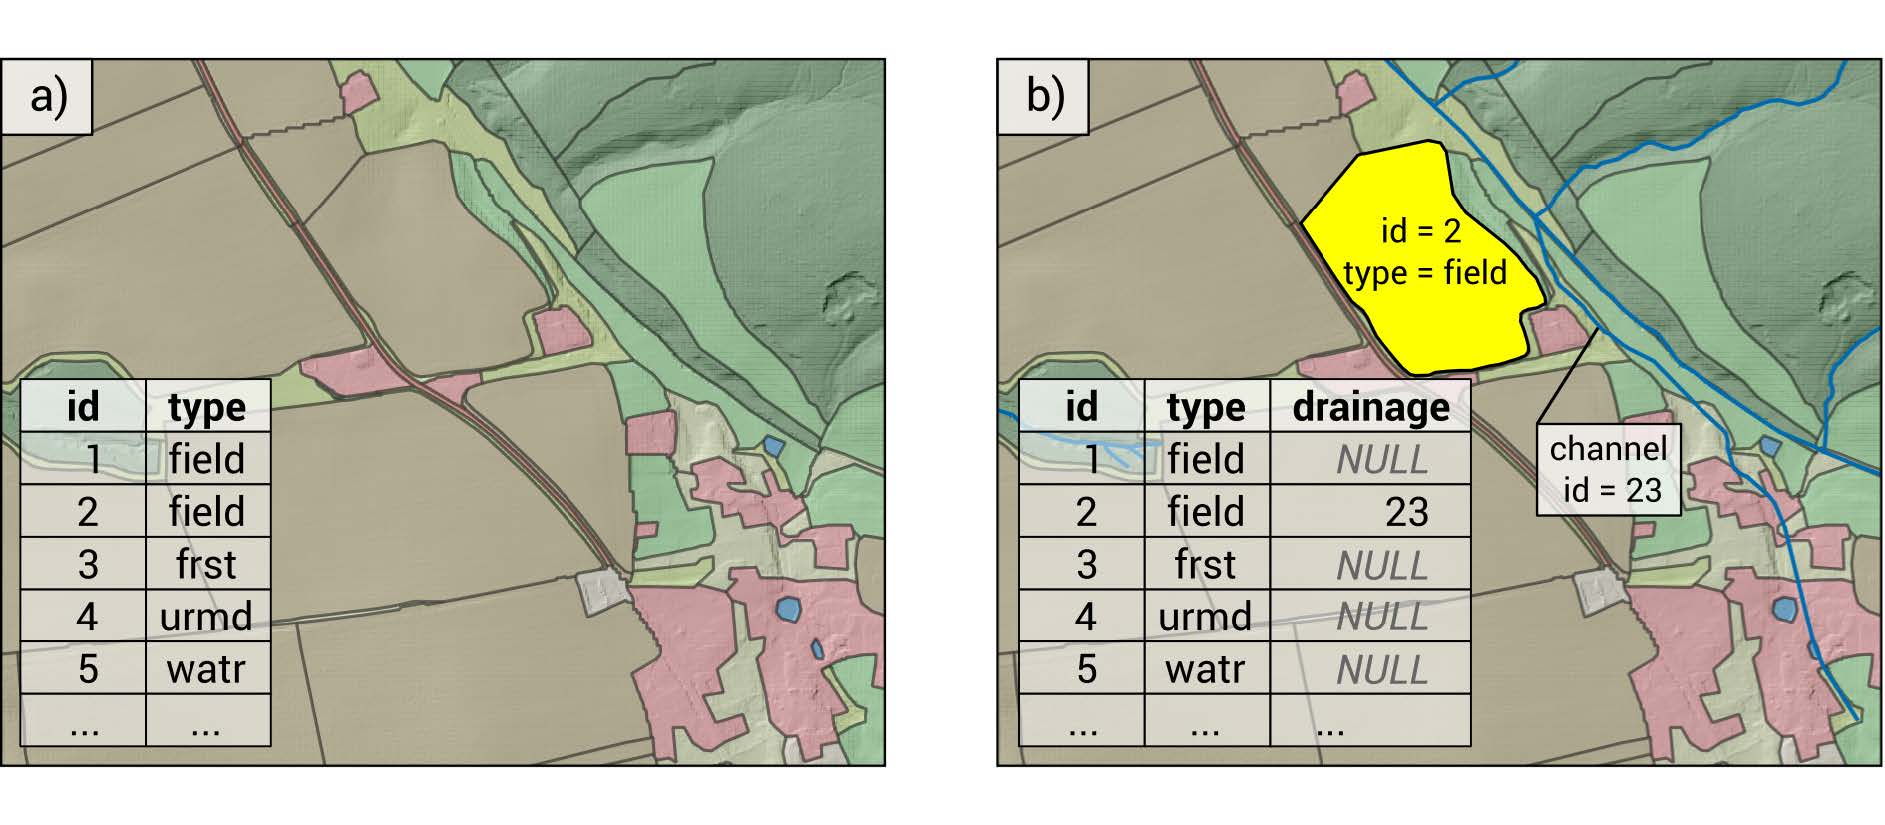 a)
id type
1 field
2 field
3 frst
4 urmd
5 watr
... ...
b)
id = 2
type = field
channel
id = 23
id type drainage
1 field NULL
2 field 23
3 frst NULL
4 urmd NULL
5 watr NULL
... ... ...